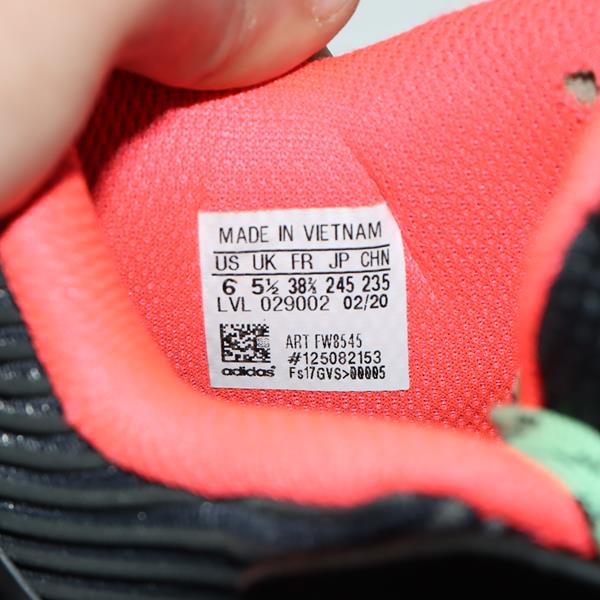 MADE IN VIETNAM
US UK FR JP CHN
6 5½ 38⅔ 245 235
LVL 029002 02/20
ART FW8545
#125082153
adidas Fs17GVS>00005